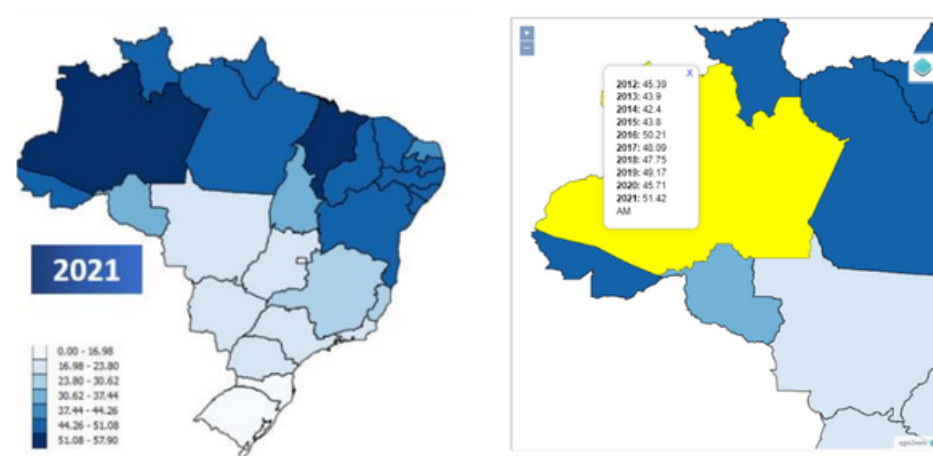 2021
0.00 - 16.98
16.98 - 23.80
23.80 - 30.62
30.62 - 37.44
37.44 - 44.26
44.26 - 51.08
51.08 - 57.90
+
−
X
2012: 45.39
2013: 43.9
2014: 42.4
2015: 43.8
2016: 50.21
2017: 48.09
2018: 47.75
2019: 49.17
2020: 45.71
2021: 51.42
AM
qgis2web